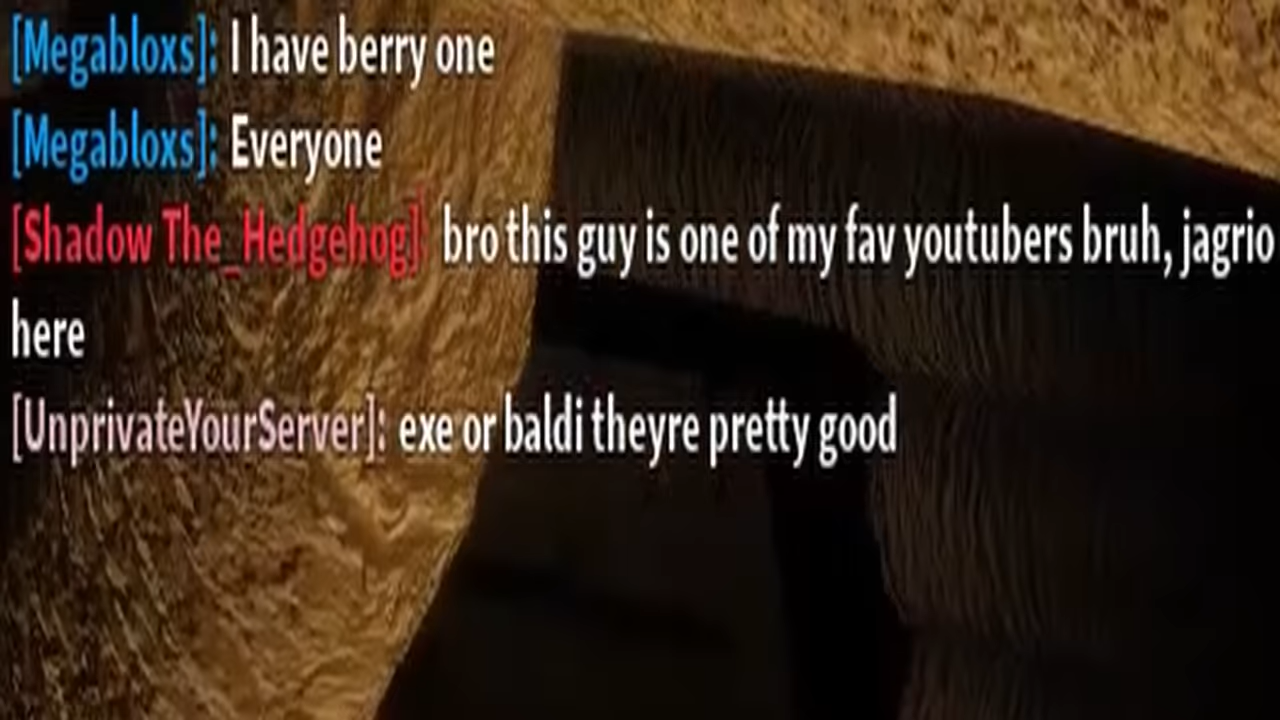 [Megabloxs]: I have berry one
[Megabloxs]: Everyone
[Shadow The_Hedgehog]: bro this guy is one of my fav youtubers bruh, jagrio
here
[UnprivateYourServer]: exe or baldi theyre pretty good